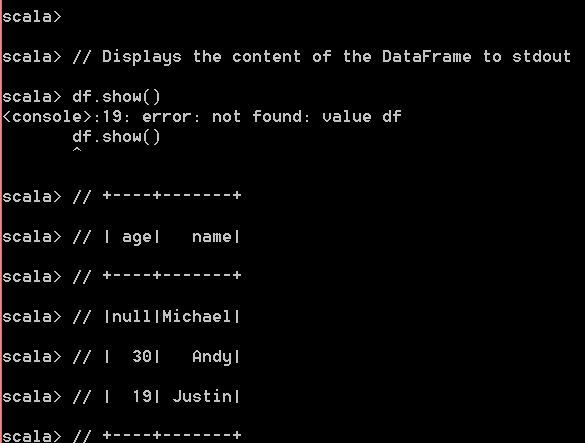 scala>
scala> // Displays the content of the DataFrame to stdout
scala> df.show()
<console>:19: error: not found: value df
       df.show()
       ^
scala> // +----+-------+
scala> // | age|   name|
scala> // +----+-------+
scala> // |null|Michael|
scala> // |  30|   Andy|
scala> // |  19| Justin|
scala> // +----+-------+